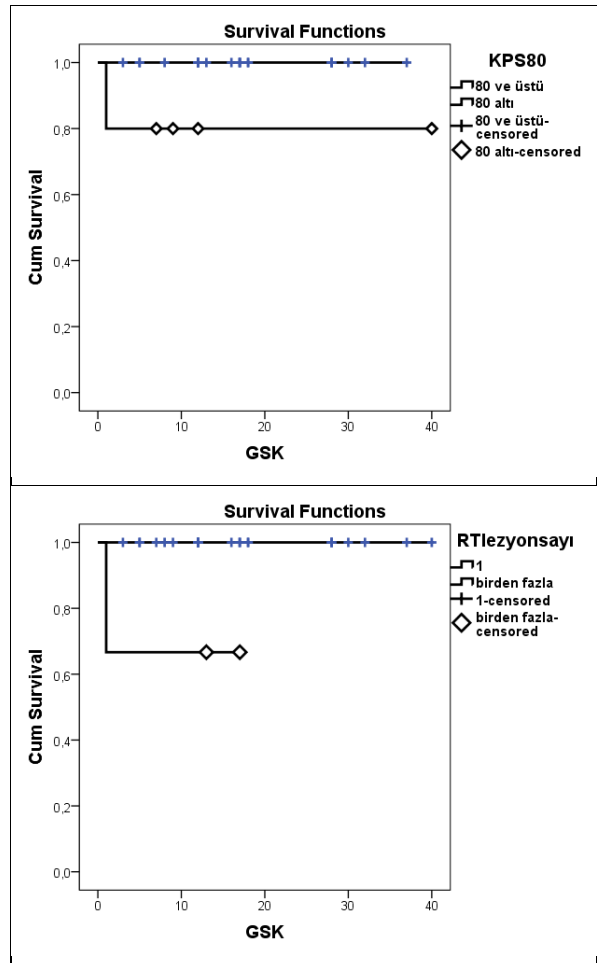 Survival Functions
KPS80
80 ve üstü
80 altı
80 ve üstü-
censored
80 altı-censored
Cum Survival
1,0
0,8
0,6
0,4
0,2
0,0
0 10 20 30 40
GSK
Survival Functions
RTlezyonsayı
1
birden fazla
1-censored
birden fazla-
censored
Cum Survival
1,0
0,8
0,6
0,4
0,2
0,0
0 10 20 30 40
GSK